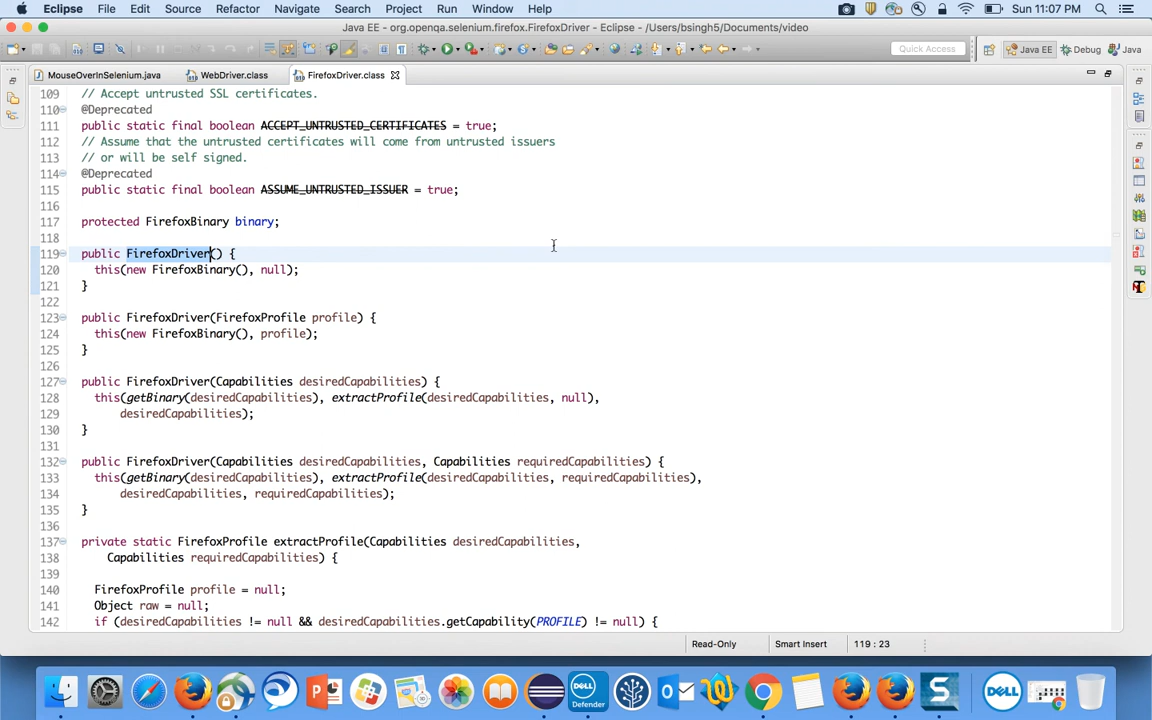 Eclipse File Edit Source Refactor Navigate Search Project Run Window Help Sun 11:07 PM
Java EE - org.openqa.selenium.firefox.FirefoxDriver - Eclipse - /Users/bsingh5/Documents/video
Quick Access Java EE Debug Java
MouseOverInSelenium.java WebDriver.class FirefoxDriver.class
109 // Accept untrusted SSL certificates.
110 @Deprecated
111 public static final boolean ACCEPT_UNTRUSTED_CERTIFICATES = true;
112 // Assume that the untrusted certificates will come from untrusted issuers
113 // or will be self signed.
114 @Deprecated
115 public static final boolean ASSUME_UNTRUSTED_ISSUER = true;
116
117 protected FirefoxBinary binary;
118
119 public FirefoxDriver() {
120 this(new FirefoxBinary(), null);
121 }
122
123 public FirefoxDriver(FirefoxProfile profile) {
124 this(new FirefoxBinary(), profile);
125 }
126
127 public FirefoxDriver(Capabilities desiredCapabilities) {
128 this(getBinary(desiredCapabilities), extractProfile(desiredCapabilities, null),
129 desiredCapabilities);
130 }
131
132 public FirefoxDriver(Capabilities desiredCapabilities, Capabilities requiredCapabilities) {
133 this(getBinary(desiredCapabilities), extractProfile(desiredCapabilities, requiredCapabilities),
134 desiredCapabilities, requiredCapabilities);
135 }
136
137 private static FirefoxProfile extractProfile(Capabilities desiredCapabilities,
138 Capabilities requiredCapabilities) {
139
140 FirefoxProfile profile = null;
141 Object raw = null;
142 if (desiredCapabilities != null && desiredCapabilities.getCapability(PROFILE) != null) {
Read-Only Smart Insert 119 : 23
DELL Defender DELL